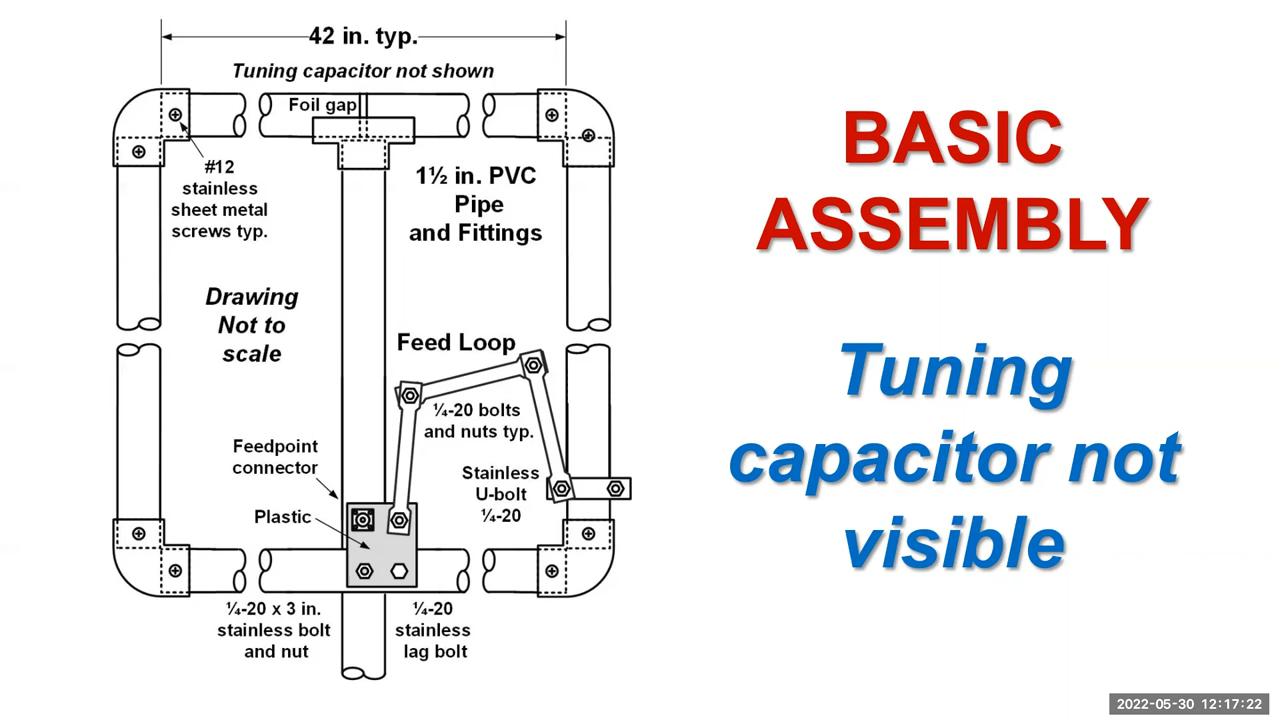 42 in. typ.
Tuning capacitor not shown
Foil gap
#12
stainless
sheet metal
screws typ.
1½ in. PVC
Pipe
and Fittings
Drawing
Not to
scale
Feed Loop
¼-20 bolts
and nuts typ.
Feedpoint
connector
Stainless
U-bolt
¼-20
Plastic
¼-20 x 3 in.
stainless bolt
and nut
¼-20
stainless
lag bolt
BASIC
ASSEMBLY
Tuning
capacitor not
visible
2022-05-30 12:17:22